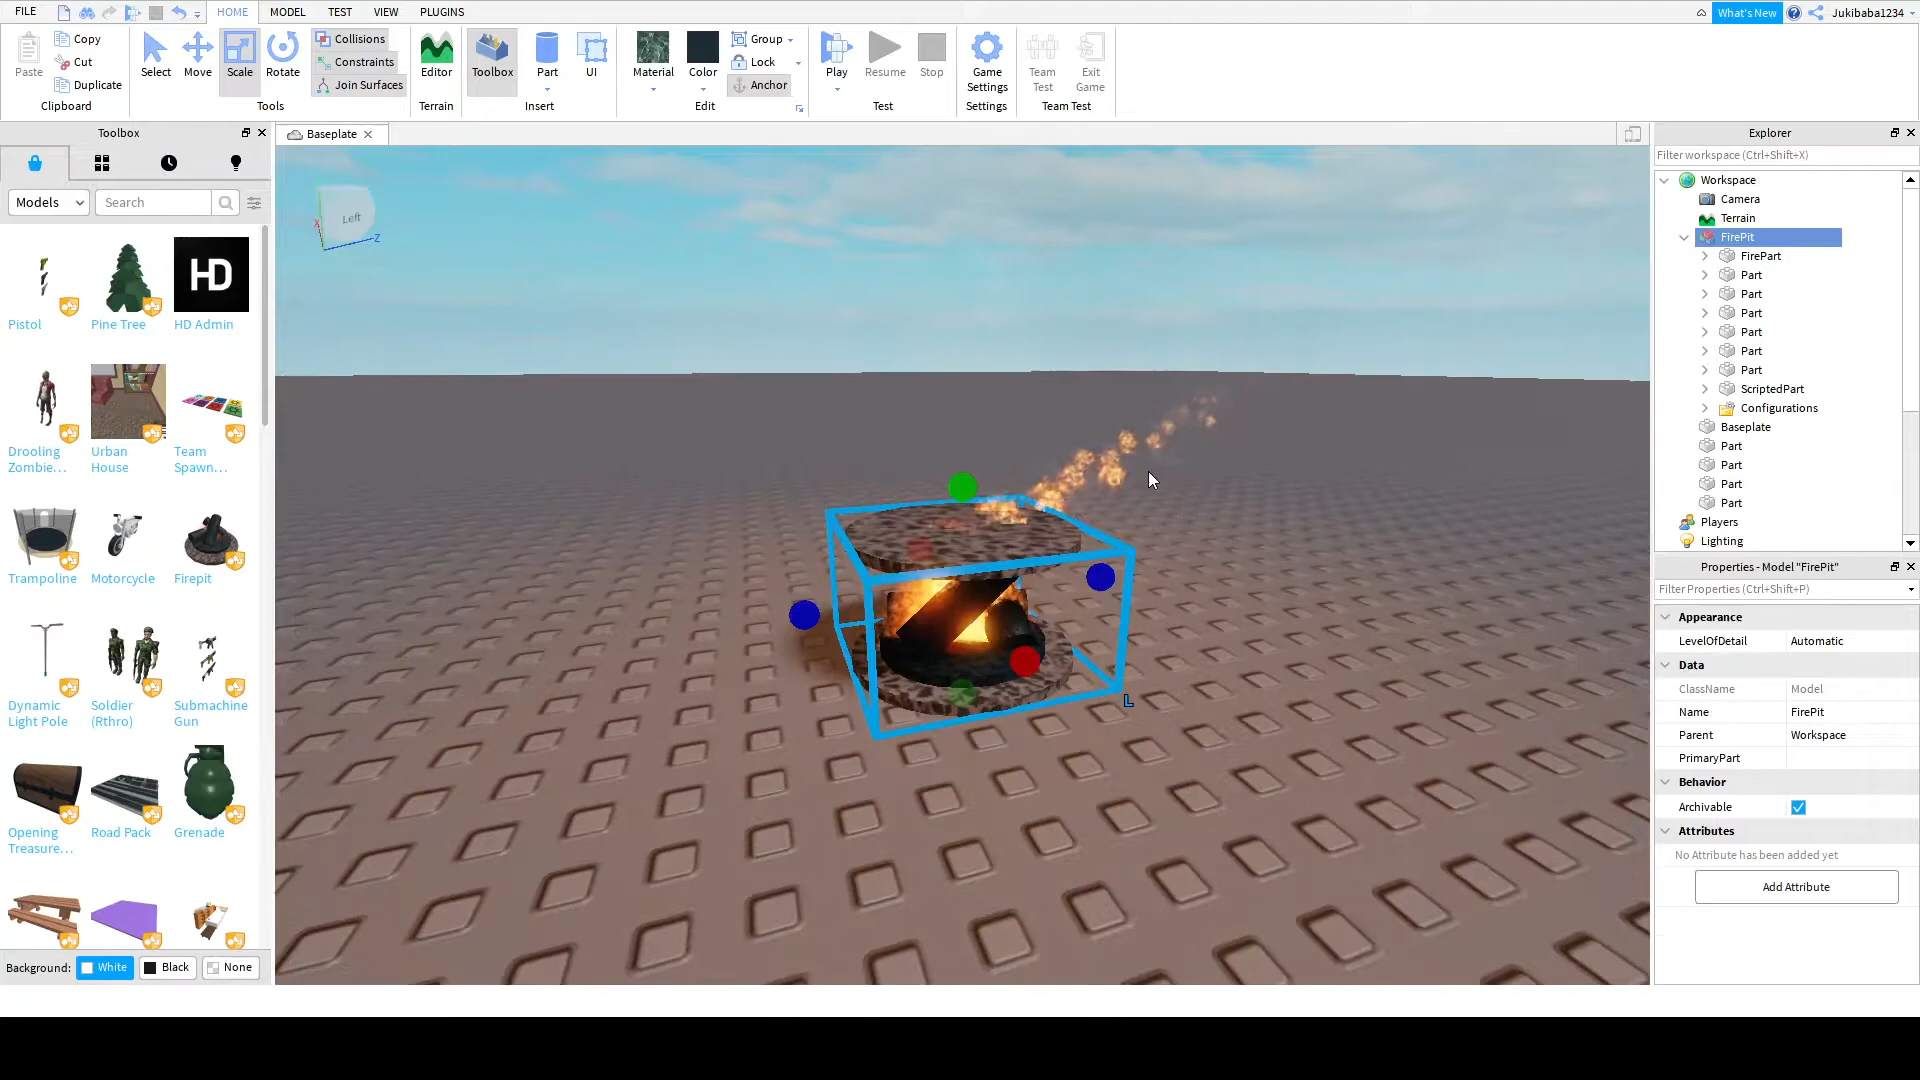 FILE HOME MODEL TEST VIEW PLUGINS What's New Jukibaba1234
Paste Copy Cut Duplicate Clipboard
Select Move Scale Rotate Collisions Constraints Join Surfaces Tools
Editor Terrain
Toolbox Part UI Insert
Material Color Group Lock Anchor Edit
Play Resume Stop Test
Game Settings Settings
Team Test Exit Game Team Test
Toolbox
Models Search
Pistol Pine Tree HD HD Admin
Drooling Zombie... Urban House Team Spawn...
Trampoline Motorcycle Firepit
Dynamic Light Pole Soldier (Rthro) Submachine Gun
Opening Treasure... Road Pack Grenade
Background: White Black None
Baseplate
Left
X
Z
L
Explorer
Filter workspace (Ctrl+Shift+X)
Workspace
Camera
Terrain
FirePit
FirePart
Part
Part
Part
Part
Part
Part
ScriptedPart
Configurations
Baseplate
Part
Part
Part
Part
Players
Lighting
Properties - Model "FirePit"
Filter Properties (Ctrl+Shift+P)
Appearance
LevelOfDetail Automatic
Data
ClassName Model
Name FirePit
Parent Workspace
PrimaryPart
Behavior
Archivable
Attributes
No Attribute has been added yet
Add Attribute